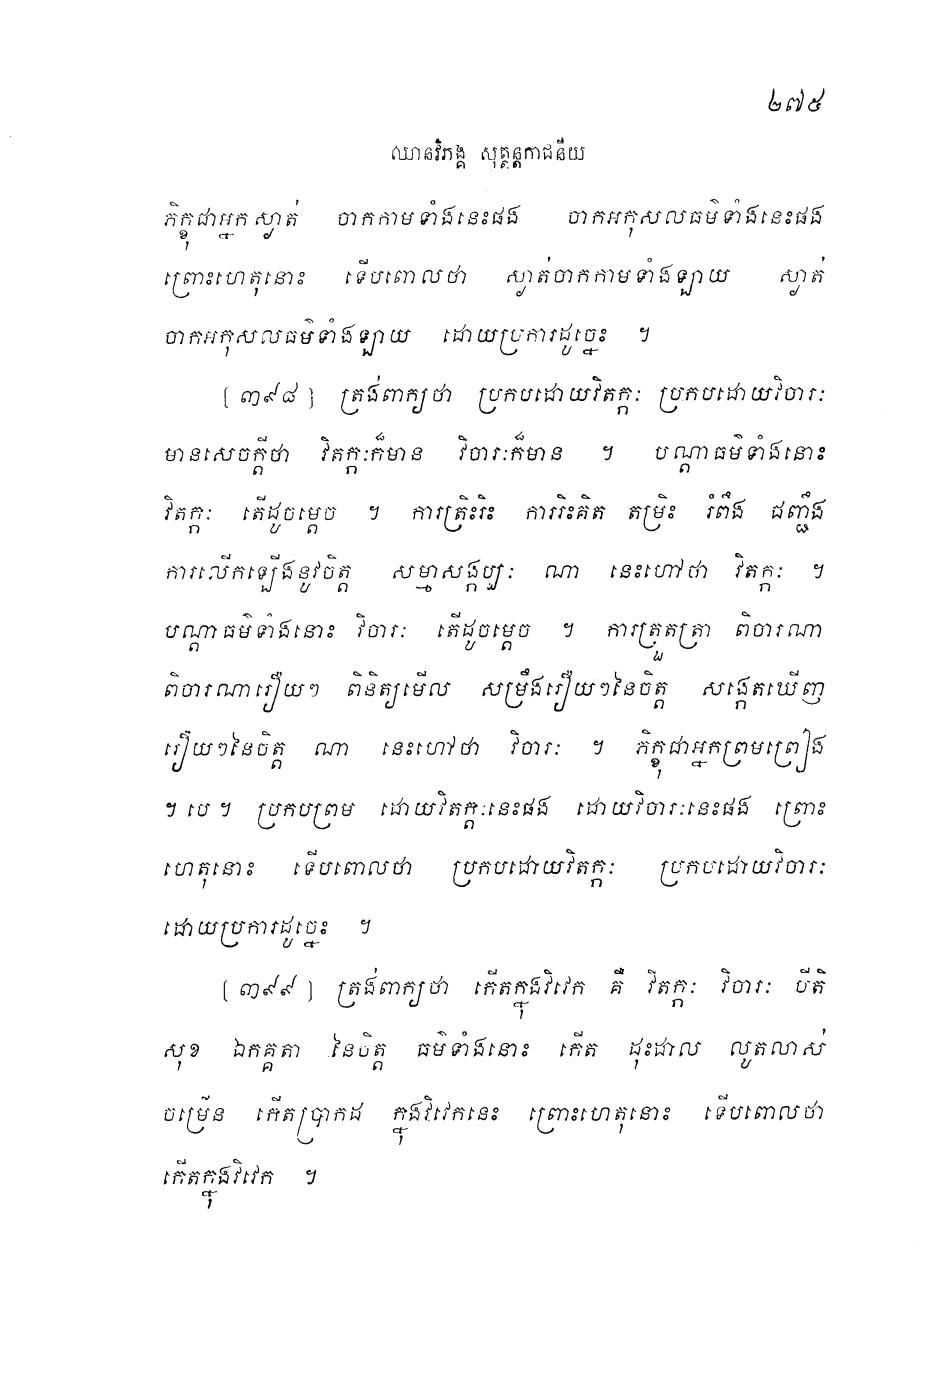 ២៧៥
ឈានវិភង្គ សុត្តន្តភាជនីយ
ភិក្ខុជាអ្នកស្ងាត់ ចាកកាមទាំងនេះផង ចាកអកុសលធម៌ទាំងនេះផង
ព្រោះហេតុនោះ ទើបពោលថា ស្ងាត់ចាកកាមទាំងឡាយ ស្ងាត់
ចាកអកុសលធម៌ទាំងឡាយ ដោយប្រការដូច្នេះ ។
[៣៩៨] ត្រង់ពាក្យថា ប្រកបដោយវិតក្កៈ ប្រកបដោយវិចារៈ
មានសេចក្តីថា វិតក្កៈក៏មាន វិចារៈក៏មាន ។ បណ្តាធម៌ទាំងនោះ
វិតក្កៈ តើដូចម្តេច ។ ការត្រិះរិះ ការរិះគិត តម្រិះ រំពឹង ជញ្ជឹង
ការលើកឡើងនូវចិត្ត សម្មាសង្កប្បៈ ណា នេះហៅថា វិតក្កៈ ។
បណ្តាធម៌ទាំងនោះ វិចារៈ តើដូចម្តេច ។ ការត្រួតត្រា ពិចារណា
ពិចារណារឿយៗ ពិនិត្យមើល សម្រឹងរឿយៗនៃចិត្ត សង្កេតឃើញ
រឿយៗនៃចិត្ត ណា នេះហៅថា វិចារៈ ។ ភិក្ខុជាអ្នកព្រមព្រៀង
។ បេ ។ ប្រកបព្រម ដោយវិតក្កៈនេះផង ដោយវិចារៈនេះផង ព្រោះ
ហេតុនោះ ទើបពោលថា ប្រកបដោយវិតក្កៈ ប្រកបដោយវិចារៈ
ដោយប្រការដូច្នេះ ។
[៣៩៩] ត្រង់ពាក្យថា កើតក្នុងវិវេក គឺ វិតក្កៈ វិចារៈ បីតិ
សុខ ឯកគ្គតា នៃចិត្ត ធម៌ទាំងនោះ កើត ដុះដាល លូតលាស់
ចម្រើន កើតប្រាកដ ក្នុងវិវេកនេះ ព្រោះហេតុនោះ ទើបពោលថា
កើតក្នុងវិវេក ។